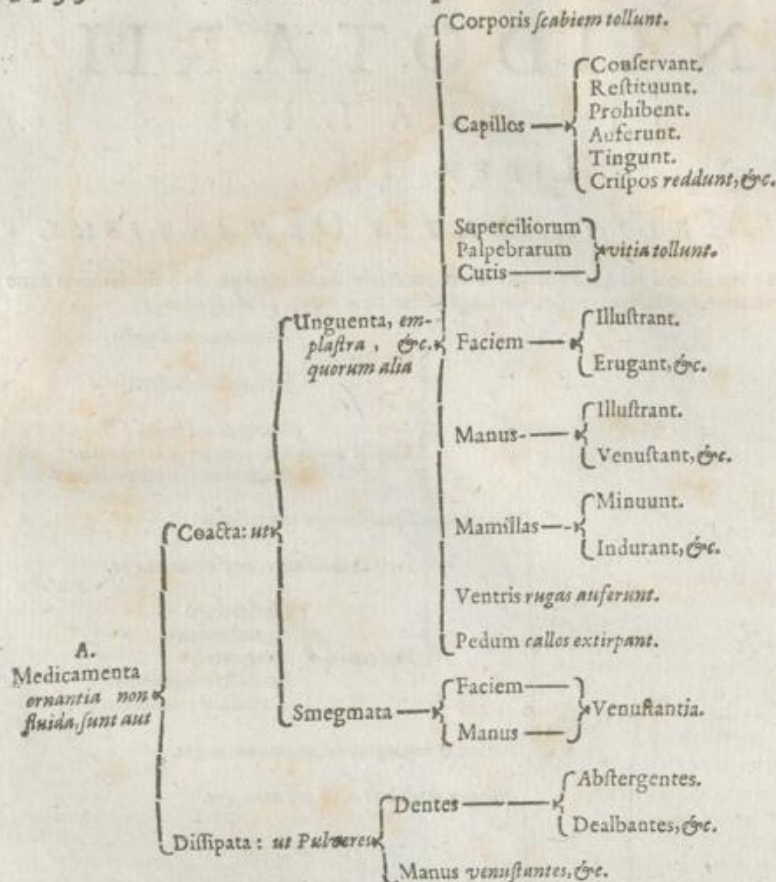 Corporis ſcabiem tollunt.
Capillos
Conſervant.
Reſtituunt.
Prohibent.
Auferunt.
Tingunt.
Criſpos reddunt, &c.
Superciliorum
Palpebrarum
Cutis
vitia tollunt.
Unguenta, em-
plaſtra, &c.
quorum alia
Faciem
Illuſtrant.
Erugant, &c.
Manus
Illuſtrant.
Venuſtant, &c.
Mamillas
Minuunt.
Indurant, &c.
Coacta: ut
Ventris rugas auferunt.
Pedum callos extirpant.
A.
Medicamenta
ornantia non
fluida, ſunt aut
Smegmata
Faciem
Manus
Venuſtantia.
Diſſipata: ut Pulveres
Dentes
Abſtergentes.
Dealbantes, &c.
Manus venuſtantes, &c.